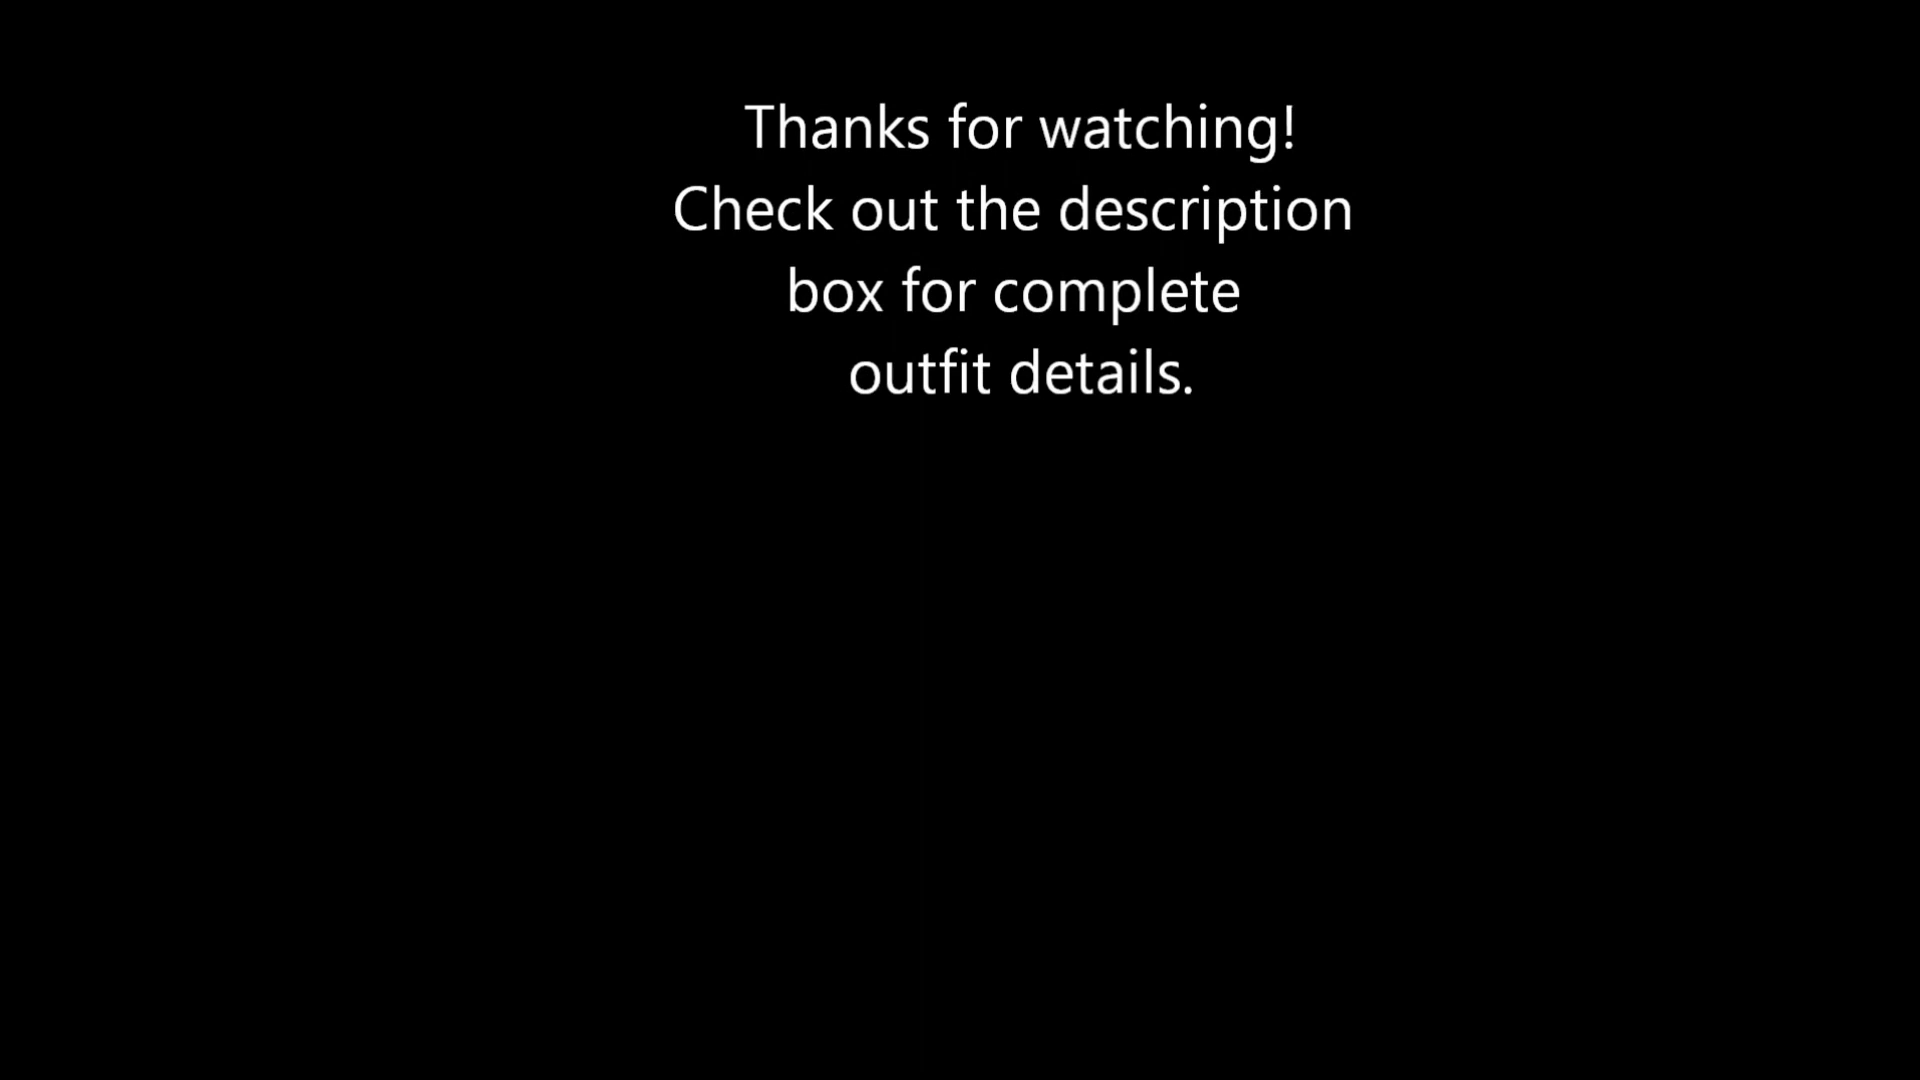 Thanks for watching!
Check out the description
box for complete
outfit details.